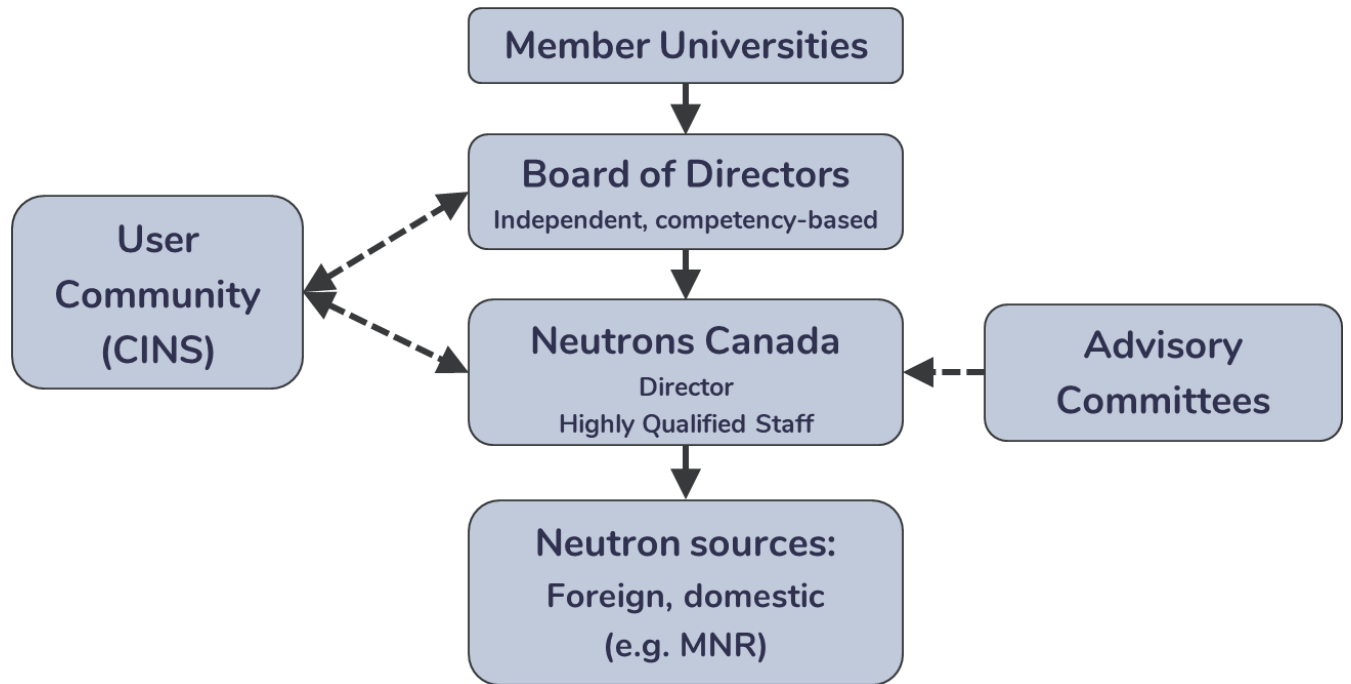 Member Universities
Board of Directors
Independent, competency-based
User
Community
(CINS)
Neutrons Canada
Director
Highly Qualified Staff
Advisory
Committees
Neutron sources:
Foreign, domestic
(e.g. MNR)